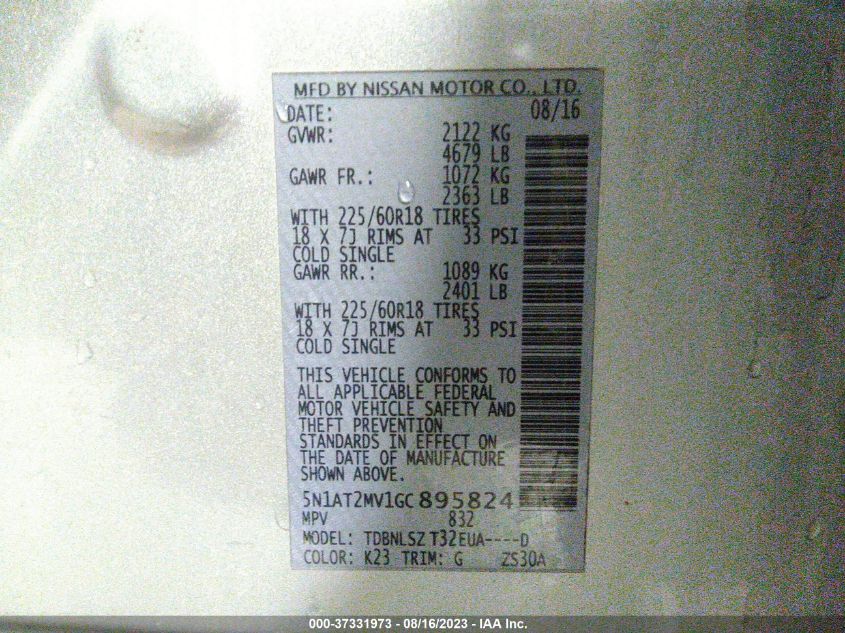 MFD BY NISSAN MOTOR CO., LTD.
DATE: 08/16
GVWR: 2122 KG
4679 LB
GAWR FR.: 1072 KG
2363 LB
WITH 225/60R18 TIRES
18 X 7J RIMS AT 33 PSI
COLD SINGLE
GAWR RR.: 1089 KG
2401 LB
WITH 225/60R18 TIRES
18 X 7J RIMS AT 33 PSI
COLD SINGLE
THIS VEHICLE CONFORMS TO
ALL APPLICABLE FEDERAL
MOTOR VEHICLE SAFETY AND
THEFT PREVENTION
STANDARDS IN EFFECT ON
THE DATE OF MANUFACTURE
SHOWN ABOVE.
5N1AT2MV1GC895824
MPV 832
MODEL: TDBNLSZ T32EUA----D
COLOR: K23 TRIM: G ZS30A
000-37331973 - 08/16/2023 - IAA Inc.